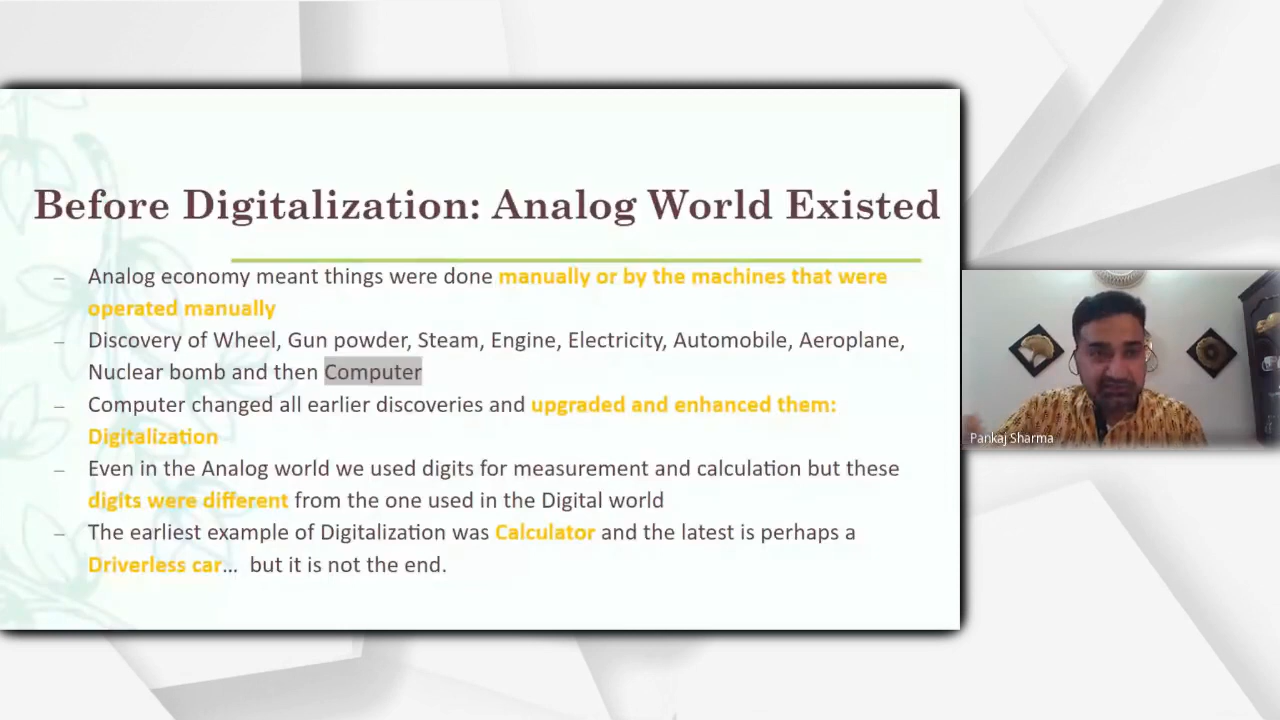 Before Digitalization: Analog World Existed
– Analog economy meant things were done manually or by the machines that were
operated manually
– Discovery of Wheel, Gun powder, Steam, Engine, Electricity, Automobile, Aeroplane,
Nuclear bomb and then Computer
– Computer changed all earlier discoveries and upgraded and enhanced them:
Digitalization
– Even in the Analog world we used digits for measurement and calculation but these
digits were different from the one used in the Digital world
– The earliest example of Digitalization was Calculator and the latest is perhaps a
Driverless car… but it is not the end.
Pankaj Sharma